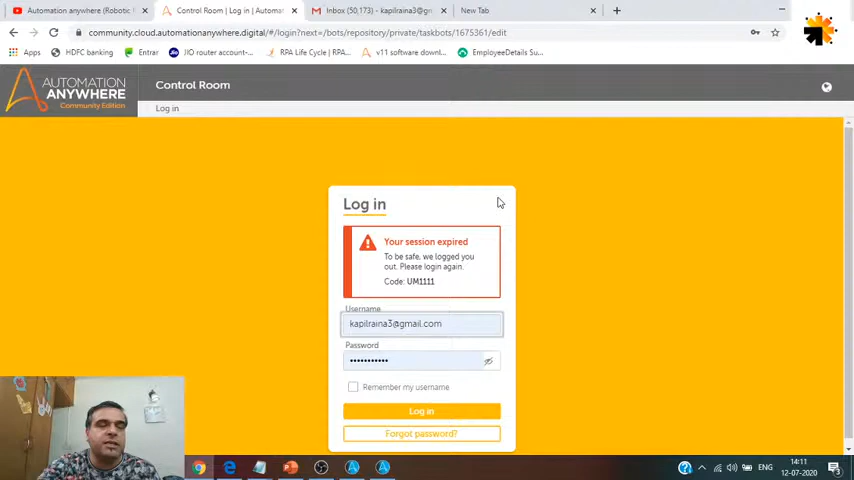 Automation anywhere (Robotic
Control Room | Log in | Automat
Inbox (50,173) - kapilraina3@gm
New Tab
community.cloud.automationanywhere.digital/#/login?next=/bots/repository/private/taskbots/1675361/edit
Apps
HDFC banking
Entrar
JIO router account-...
RPA Life Cycle | RPA...
v11 software downl...
EmployeeDetails Su...
AUTOMATION
ANYWHERE
Community Edition
Control Room
Log in
Log in
Your session expired
To be safe, we logged you
out. Please login again.
Code: UM1111
Username
kapilraina3@gmail.com
Password
Remember my username
Log in
Forgot password?
ENG
14:11
12-07-2020